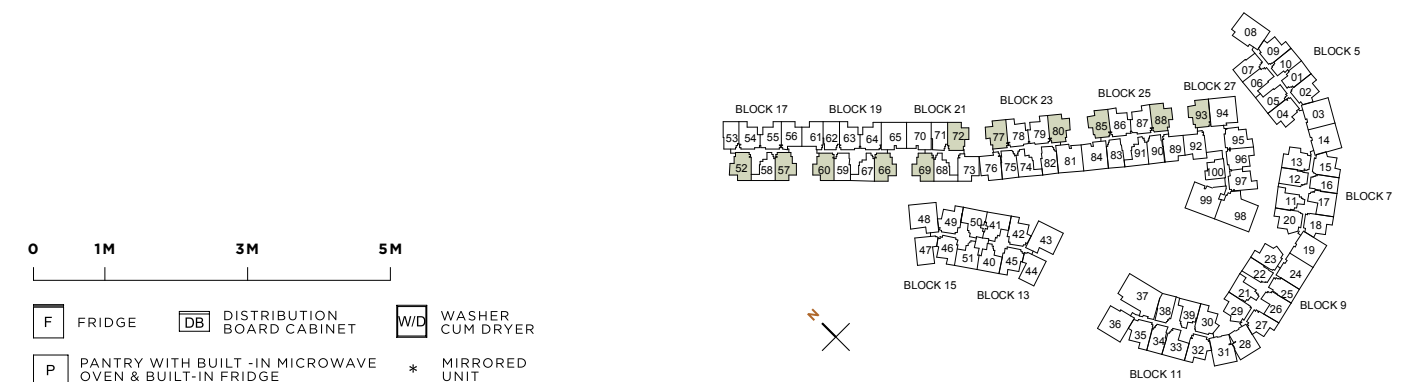 0 1M 3M 5M
F FRIDGE
DB DISTRIBUTION
BOARD CABINET
W/D WASHER
CUM DRYER
P PANTRY WITH BUILT -IN MICROWAVE
OVEN & BUILT-IN FRIDGE
* MIRRORED
UNIT
BLOCK 17
BLOCK 19
BLOCK 21
BLOCK 23
BLOCK 25
BLOCK 27
BLOCK 5
53 54 55 56 61 62 63 64 65 70 71 72 77 78 79 80 85 86 87 88 93 94
52 58 57 60 59 67 66 69 68 73 76 75 74 82 81 84 83 91 90 89 92
95
96
100 97
99 98
08
09
10
07
06
01
02
05
04
03
14
13 15
12 16
11 17
20 18
BLOCK 7
19
23
22 24
21 25
26
29
27
28
BLOCK 9
48 49 50 41 42 43
47 46 51 40 45 44
BLOCK 15
BLOCK 13
N
37 38 39 30
36 35 34 33 32 31
BLOCK 11